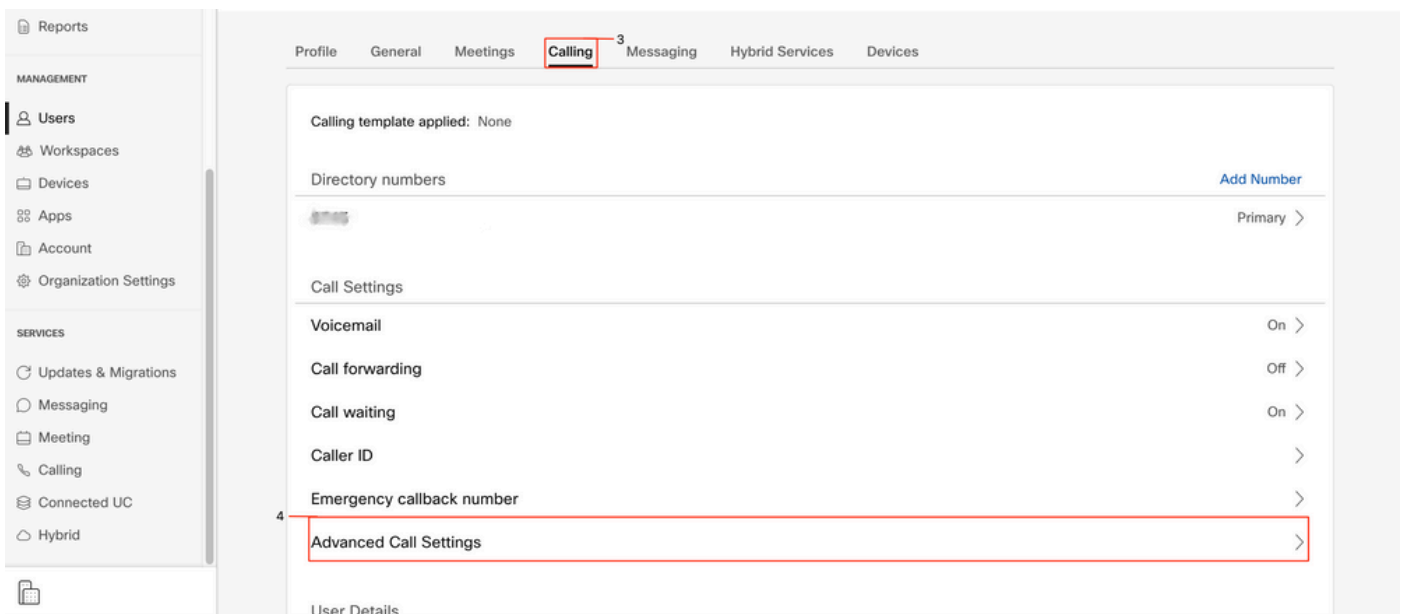 Reports
MANAGEMENT
Users
Workspaces
Devices
Apps
Account
Organization Settings
SERVICES
Updates & Migrations
Messaging
Meeting
Calling
Connected UC
Hybrid
Profile General Meetings Calling 3 Messaging Hybrid Services Devices
Calling template applied: None
Directory numbers Add Number
Primary
Call Settings
Voicemail On
Call forwarding Off
Call waiting On
Caller ID
Emergency callback number
4
Advanced Call Settings
User Details